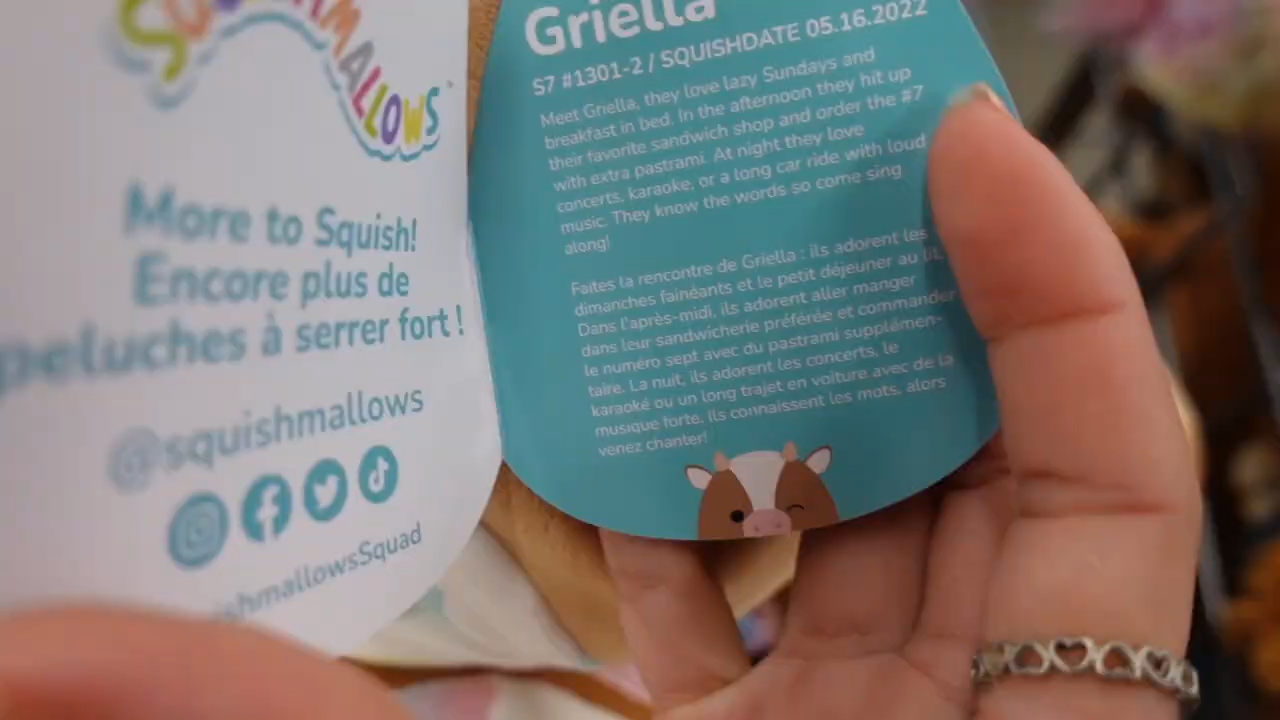 SQUISHMALLOWS
More to Squish!
Encore plus de
peluches à serrer fort !
@squishmallows
ishmallowsSquad
Griella
S7 #1301-2 / SQUISHDATE 05.16.2022
Meet Griella, they love lazy Sundays and
breakfast in bed. In the afternoon they hit up
their favorite sandwich shop and order the #7
with extra pastrami. At night they love
concerts, karaoke, or a long car ride with loud
music. They know the words so come sing
along!
Faites la rencontre de Griella : ils adorent les
dimanches fainéants et le petit déjeuner au lit.
Dans l'après-midi, ils adorent aller manger
dans leur sandwicherie préférée et commander
le numéro sept avec du pastrami supplémen-
taire. La nuit, ils adorent les concerts, le
karaoké ou un long trajet en voiture avec de la
musique forte. Ils connaissent les mots, alors
venez chanter!